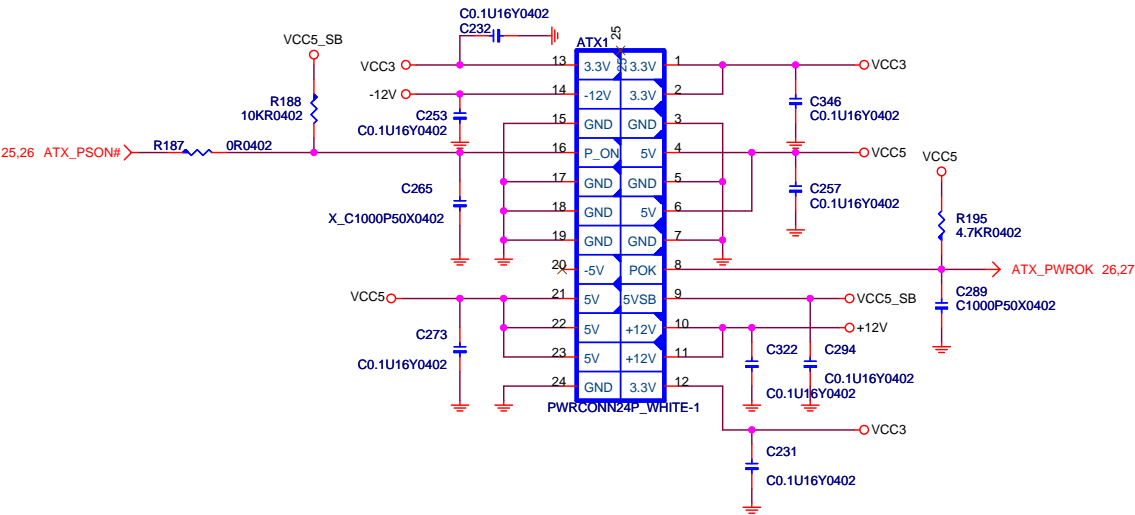 C0.1U16Y0402
C232
25
VCC5_SB
ATX1
25
VCC3
13
3.3V
3.3V
1
VCC3
-12V
14
-12V
3.3V
2
R188
10KR0402
C253
C0.1U16Y0402
C346
C0.1U16Y0402
15
GND
GND
3
25,26 ATX_PSON#
R187
0R0402
16
P_ON
5V
4
VCC5
VCC5
17
GND
GND
5
C265
X_C1000P50X0402
C257
C0.1U16Y0402
18
GND
5V
6
R195
4.7KR0402
19
GND
GND
7
20
-5V
POK
8
ATX_PWROK 26,27
VCC5
21
5V
5VSB
9
VCC5_SB
C289
C1000P50X0402
22
5V
+12V
10
+12V
C273
C0.1U16Y0402
23
5V
+12V
11
C322
C294
C0.1U16Y0402
C0.1U16Y0402
24
GND
3.3V
12
PWRCONN24P_WHITE-1
VCC3
C231
C0.1U16Y0402